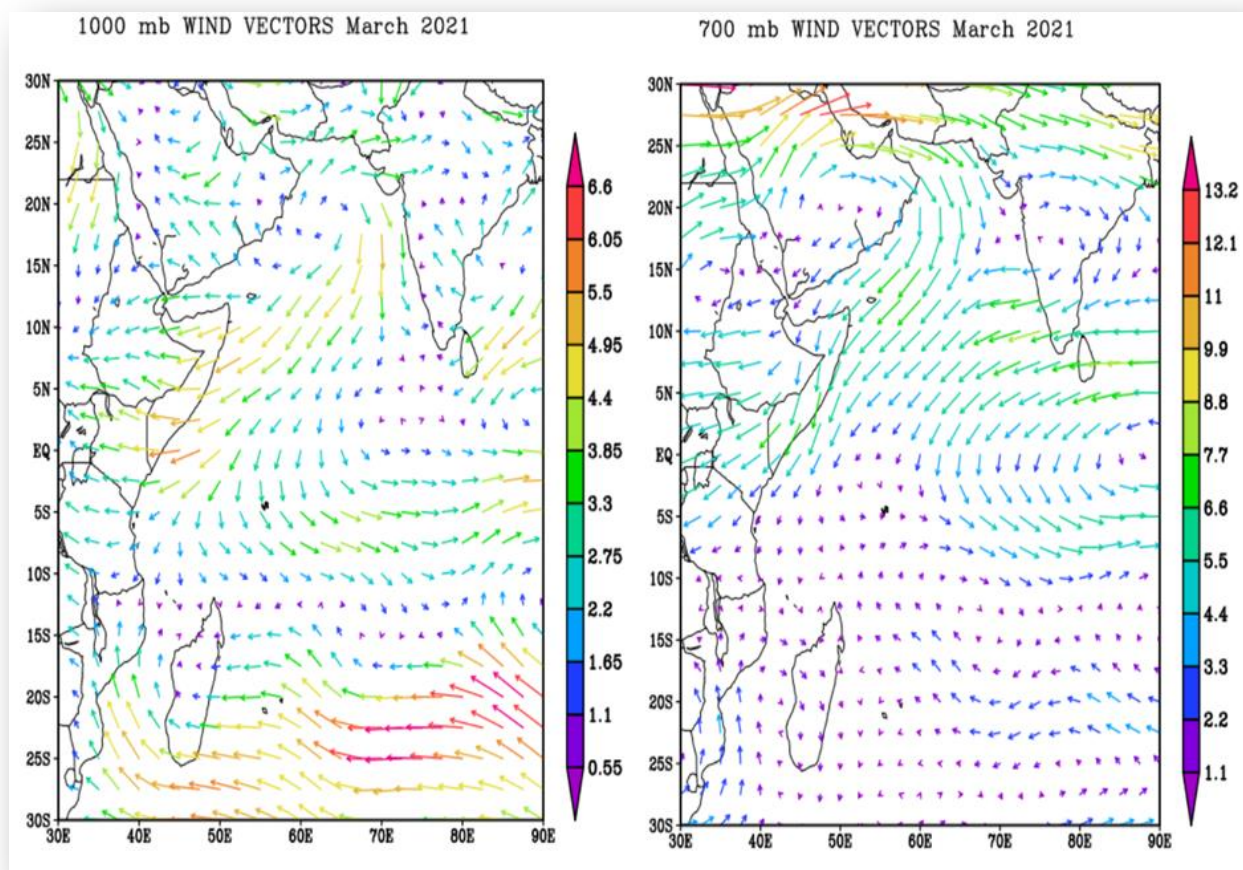 1000 mb WIND VECTORS March 2021
30N
25N
20N
15N
10N
5N
EQ
5S
10S
15S
20S
25S
30S
30E 40E 50E 60E 70E 80E 90E
6.6
6.05
5.5
4.95
4.4
3.85
3.3
2.75
2.2
1.65
1.1
0.55
700 mb WIND VECTORS March 2021
30N
25N
20N
15N
10N
5N
EQ
5S
10S
15S
20S
25S
30S
30E 40E 50E 60E 70E 80E 90E
13.2
12.1
11
9.9
8.8
7.7
6.6
5.5
4.4
3.3
2.2
1.1